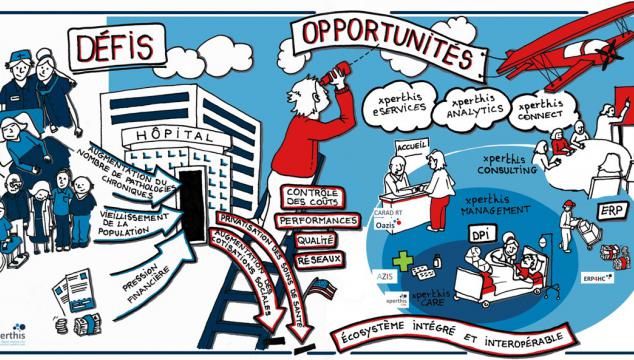 DÉFIS
OPPORTUNITÉS
HÔPITAL
AUGMENTATION DU
NOMBRE DE PATHOLOGIES
CHRONIQUES
VIEILLISSEMENT
DE LA
POPULATION
PRESSION
FINANCIÈRE
PRIVATISATION DES SOINS DE SANTÉ
AUGMENTATION DES
COTISATIONS SOCIALES
CONTRÔLE
DES COÛTS
PERFORMANCES
QUALITÉ
RÉSEAUX
xperthis
eSERVICES
xperthis
ANALYTICS
xperthis
CONNECT
ACCUEIL
xperthis
CONSULTING
CARAD RT
Oazis
xperthis
MANAGEMENT
ERP
DPi
AZIS
xperthis
xperthis
CARE
ERP4HC
ÉCOSYSTÈME INTÉGRÉ ET INTEROPÉRABLE
perthis